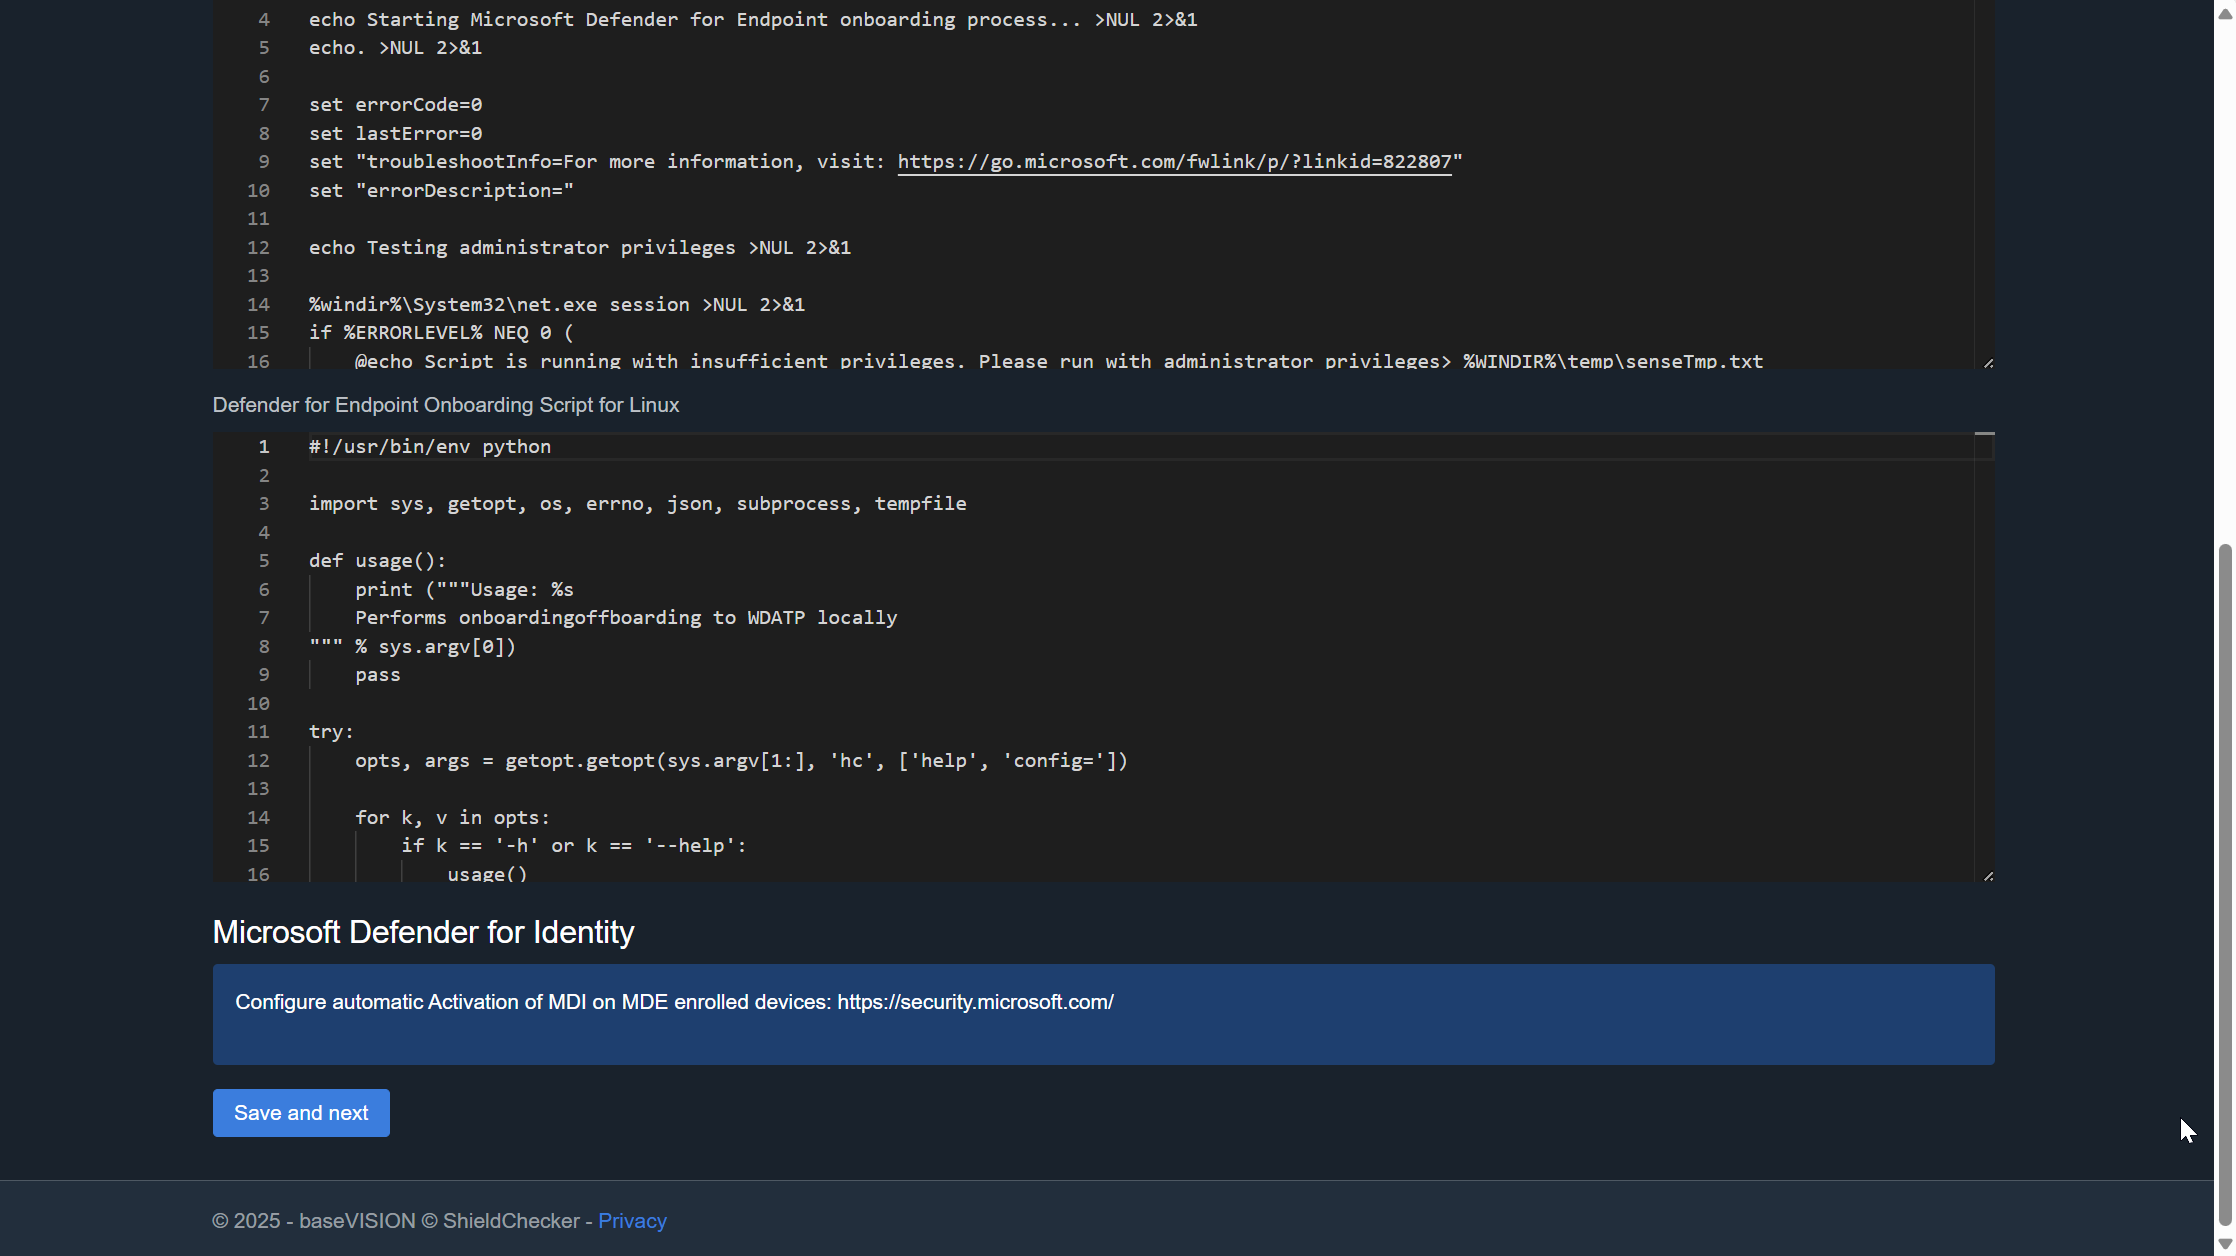 4 echo Starting Microsoft Defender for Endpoint onboarding process... >NUL 2>&1
5 echo. >NUL 2>&1
6
7 set errorCode=0
8 set lastError=0
9 set "troubleshootInfo=For more information, visit: https://go.microsoft.com/fwlink/p/?linkid=822807"
10 set "errorDescription="
11
12 echo Testing administrator privileges >NUL 2>&1
13
14 %windir%\System32\net.exe session >NUL 2>&1
15 if %ERRORLEVEL% NEQ 0 (
16     @echo Script is running with insufficient privileges. Please run with administrator privileges> %WINDIR%\temp\senseTmp.txt
Defender for Endpoint Onboarding Script for Linux
1 #!/usr/bin/env python
2
3 import sys, getopt, os, errno, json, subprocess, tempfile
4
5 def usage():
6     print ("""Usage: %s
7     Performs onboardingoffboarding to WDATP locally
8 """ % sys.argv[0])
9     pass
10
11 try:
12     opts, args = getopt.getopt(sys.argv[1:], 'hc', ['help', 'config='])
13
14     for k, v in opts:
15         if k == '-h' or k == '--help':
16             usage()
Microsoft Defender for Identity
Configure automatic Activation of MDI on MDE enrolled devices: https://security.microsoft.com/
Save and next
© 2025 - baseVISION © ShieldChecker - Privacy